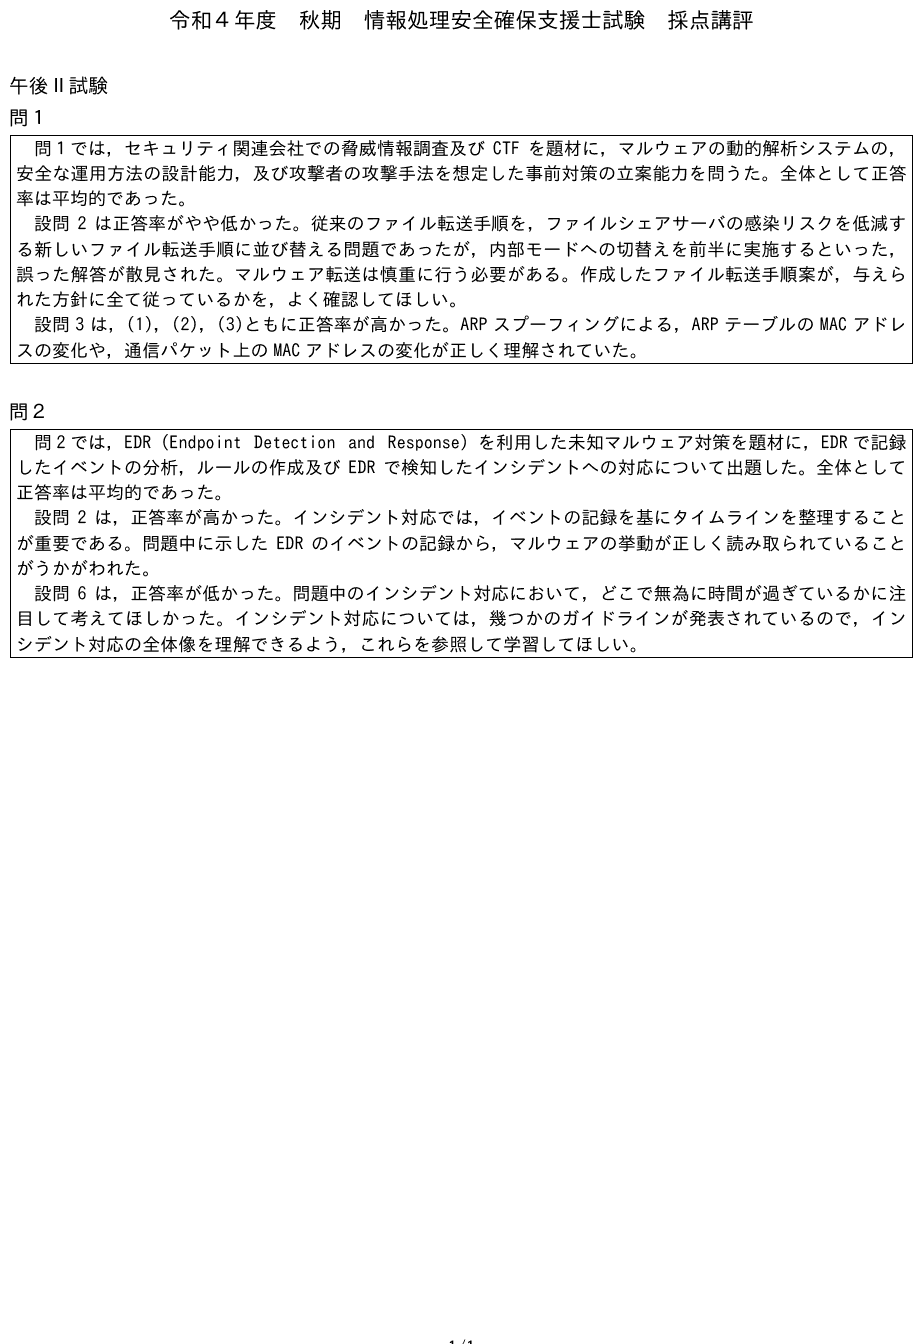 令和４年度　秋期　情報処理安全確保支援士試験　採点講評
午後Ⅱ試験
問１
　問１では，セキュリティ関連会社での脅威情報調査及び CTF を題材に，マルウェアの動的解析システムの，
安全な運用方法の設計能力，及び攻撃者の攻撃手法を想定した事前対策の立案能力を問うた。全体として正答
率は平均的であった。
　設問 2 は正答率がやや低かった。従来のファイル転送手順を，ファイルシェアサーバの感染リスクを低減す
る新しいファイル転送手順に並び替える問題であったが，内部モードへの切替えを前半に実施するといった，
誤った解答が散見された。マルウェア転送は慎重に行う必要がある。作成したファイル転送手順案が，与えら
れた方針に全て従っているかを，よく確認してほしい。
　設問 3 は，(1)，(2)，(3)ともに正答率が高かった。ARP スプーフィングによる，ARP テーブルの MAC アドレ
スの変化や，通信パケット上の MAC アドレスの変化が正しく理解されていた。
問２
　問２では，EDR（Endpoint Detection and Response）を利用した未知マルウェア対策を題材に，EDR で記録
したイベントの分析，ルールの作成及び EDR で検知したインシデントへの対応について出題した。全体として
正答率は平均的であった。
　設問 2 は，正答率が高かった。インシデント対応では，イベントの記録を基にタイムラインを整理すること
が重要である。問題中に示した EDR のイベントの記録から，マルウェアの挙動が正しく読み取られていること
がうかがわれた。
　設問 6 は，正答率が低かった。問題中のインシデント対応において，どこで無為に時間が過ぎているかに注
目して考えてほしかった。インシデント対応については，幾つかのガイドラインが発表されているので，イン
シデント対応の全体像を理解できるよう，これらを参照して学習してほしい。
1/1